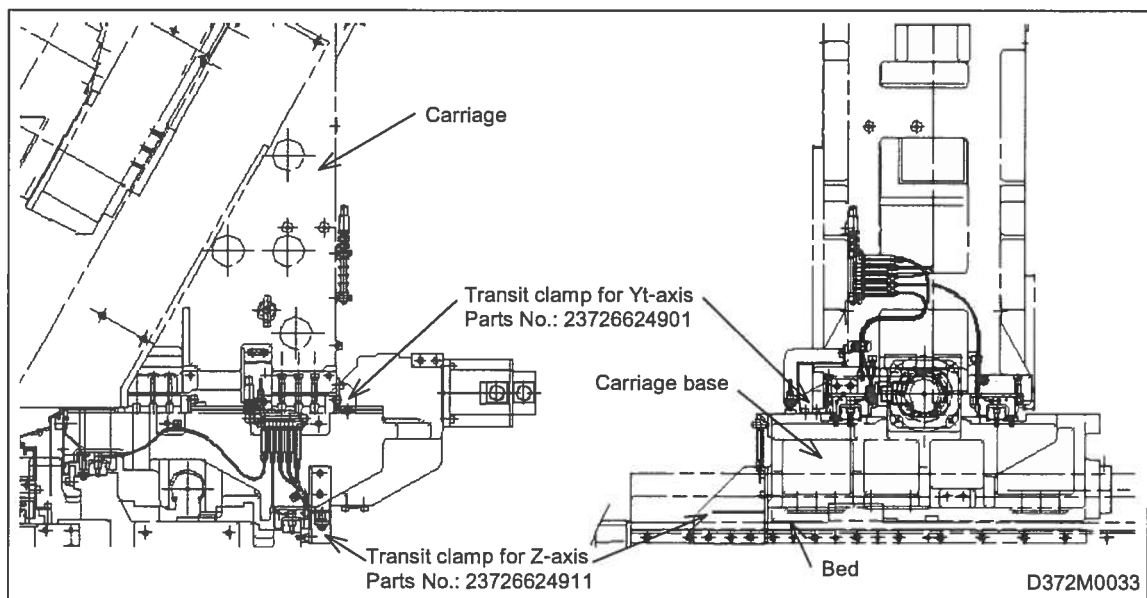 Carriage
Transit clamp for Yt-axis
Parts No.: 23726624901
Carriage base
Transit clamp for Z-axis
Parts No.: 23726624911
Bed
D372M0033